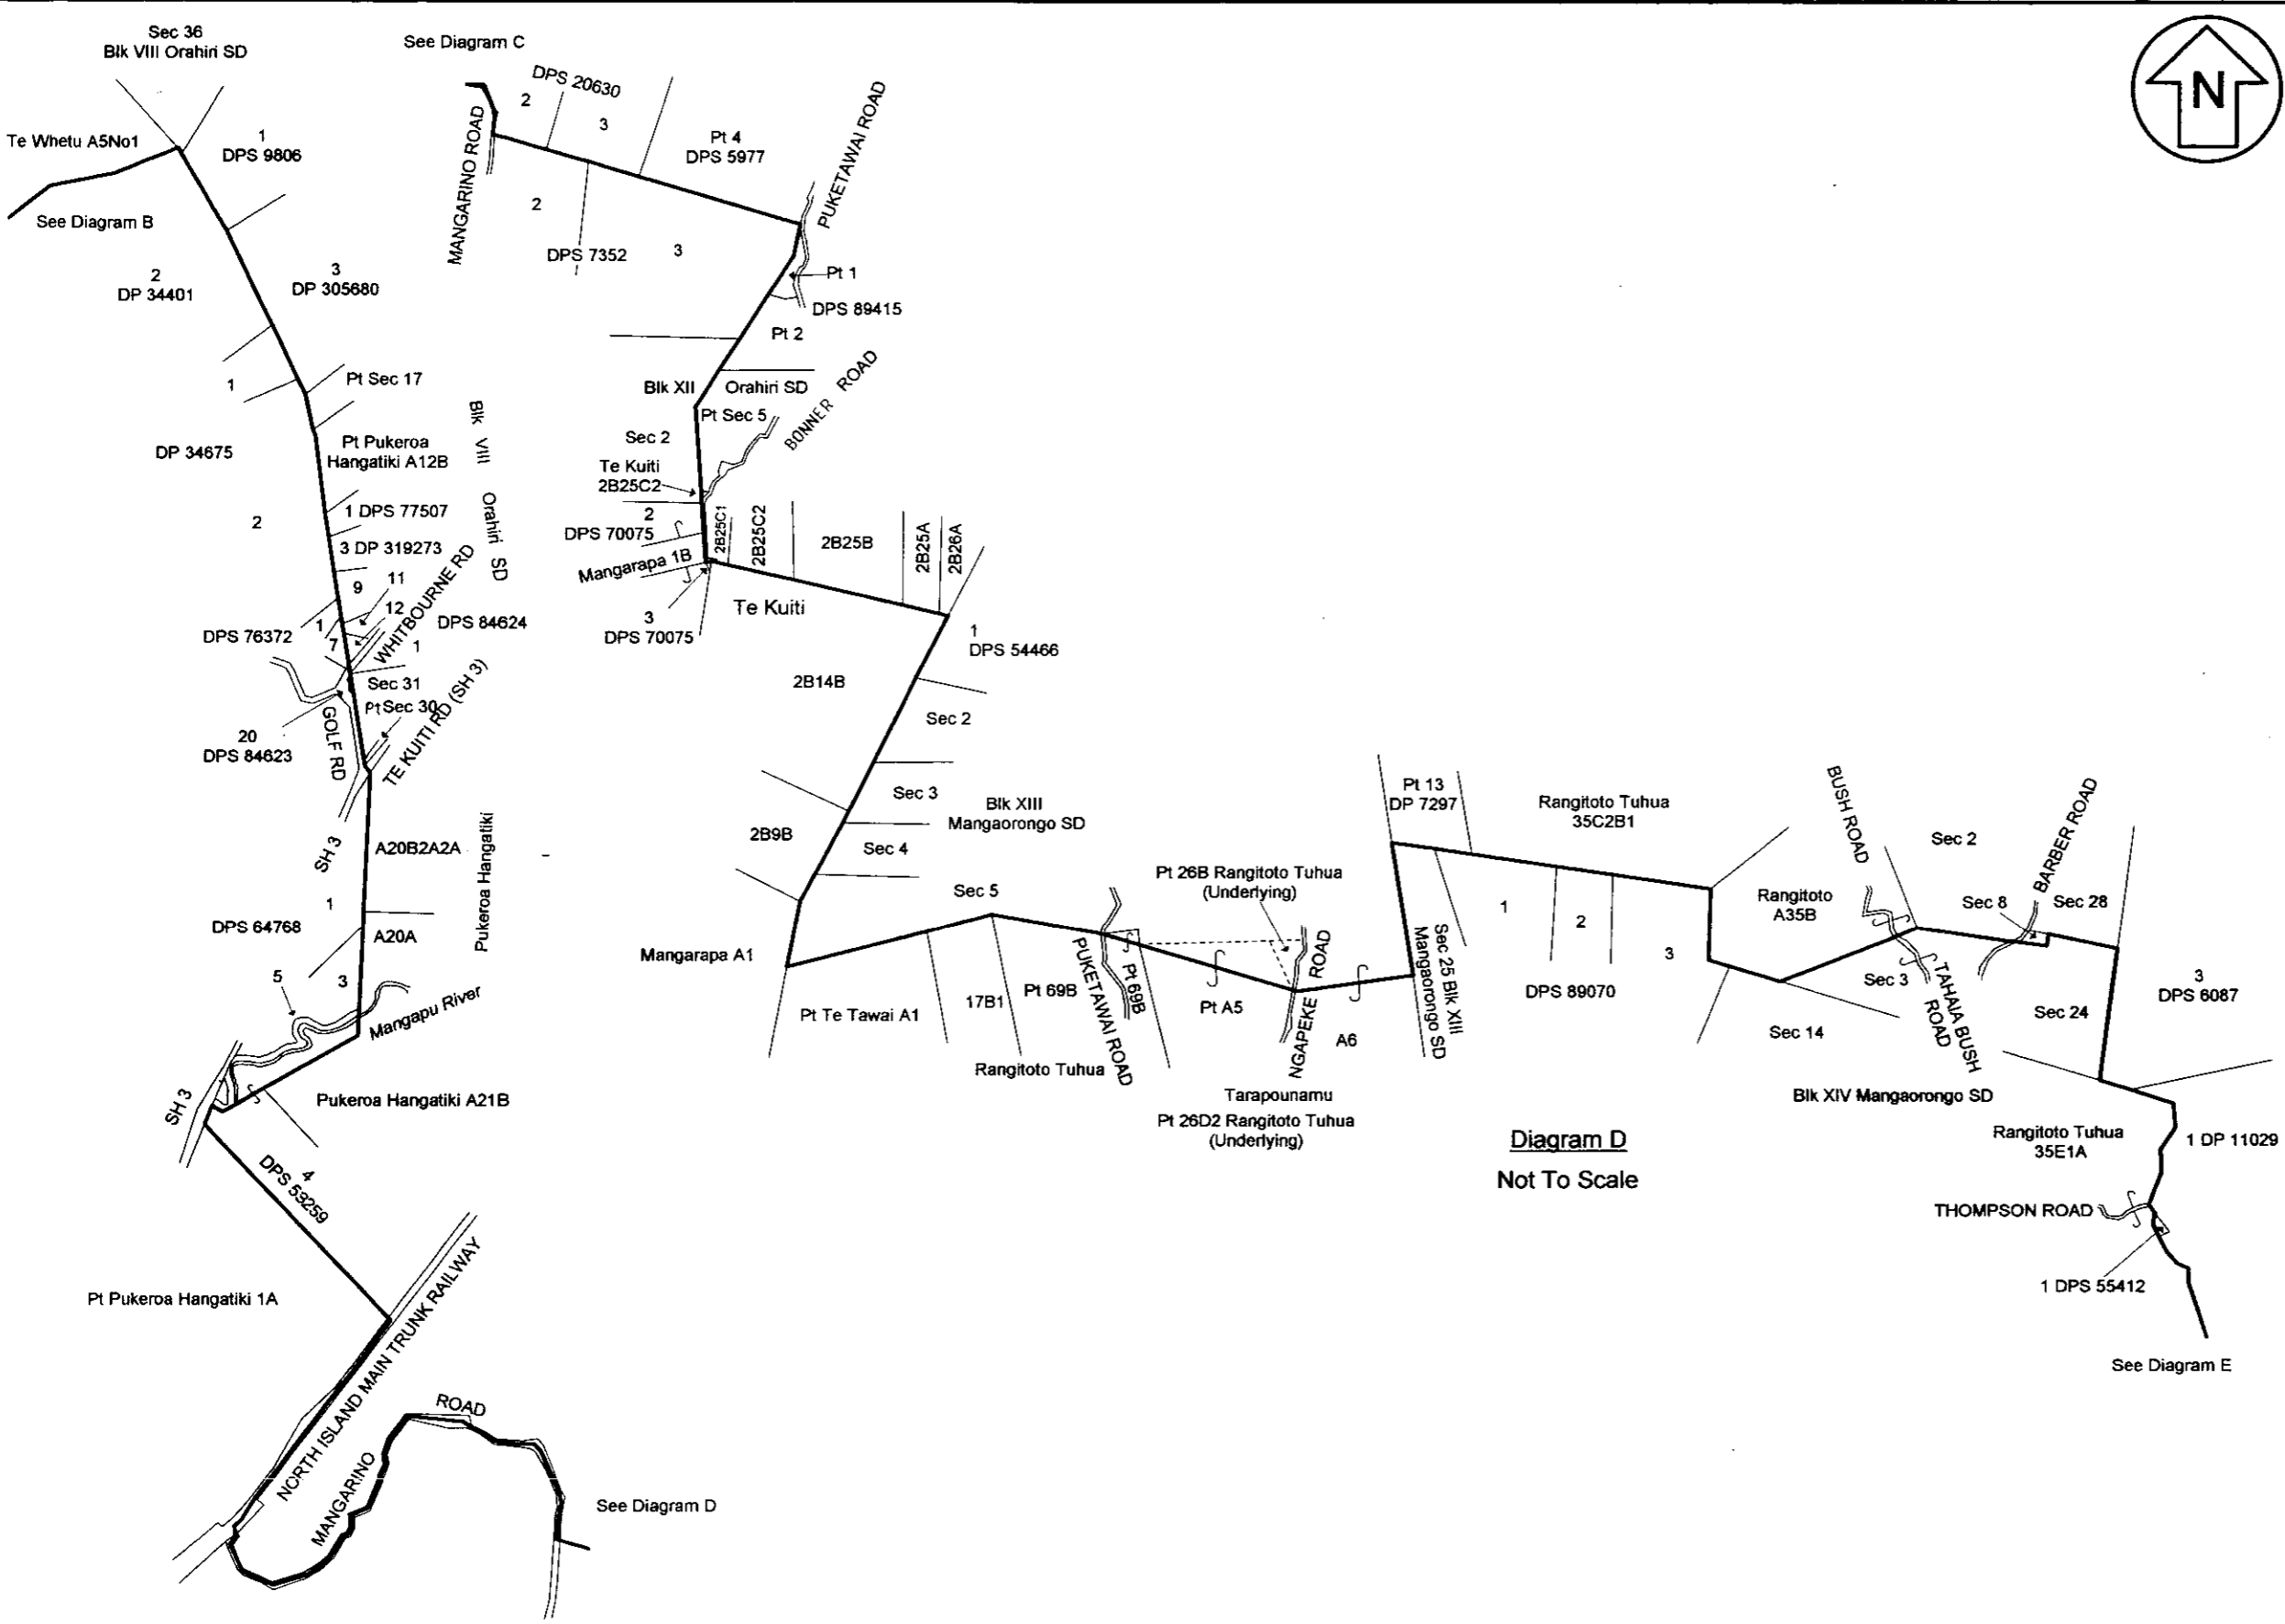 Sec 36
Blk VIII Orahiri SD
See Diagram C
N
DPS 20630
2
3
Te Whetu A5No1
1
DPS 9806
MANGARINO ROAD
Pt 4
DPS 5977
PUKETAWAI ROAD
See Diagram B
2
DPS 7352
3
2
DP 34401
3
DP 305680
Pt 1
DPS 89415
Pt 2
1
Pt Sec 17
Blk XII
Orahiri SD
BONNER ROAD
Pt Sec 5
DP 34675
Pt Pukeroa
Hangatiki A12B
Blk VIII Orahiri SD
Sec 2
Te Kuiti
2B25C2
2
1 DPS 77507
2
DPS 70075
2B25C1
2B25C2
2B25B
2B25A
2B26A
3 DP 319273
Mangarapa 1B
9
11
12
WHITBOURNE RD
DPS 84624
DPS 76372
1
7
1
3
DPS 70075
Te Kuiti
1
DPS 54466
Sec 31
Pt Sec 30
2B14B
Sec 2
20
DPS 84623
GOLF RD
TE KUITI RD (SH 3)
Sec 3
Blk XIII
Mangaorongo SD
Pt 13
DP 7297
Rangitoto Tuhua
35C2B1
BUSH ROAD
BARBER ROAD
SH 3
A20B2A2A
Pukeroa Hangatiki
2B9B
Sec 4
Sec 2
1
DPS 64768
A20A
Sec 5
Pt 26B Rangitoto Tuhua
(Underlying)
Sec 25 Blk XIII
Mangaorongo SD
1
2
3
Rangitoto
A35B
Sec 8
Sec 28
Mangarapa A1
5
3
Mangapu River
PUKETAWAI ROAD
Pt 69B
Pt 69B
NGAPEKE ROAD
DPS 89070
Sec 3
TAHAIA BUSH
ROAD
Sec 24
3
DPS 6087
Pt Te Tawai A1
17B1
Pt A5
A6
Sec 14
Rangitoto Tuhua
SH 3
Pukeroa Hangatiki A21B
Tarapounamu
Pt 26D2 Rangitoto Tuhua
(Underlying)
Blk XIV Mangaorongo SD
Diagram D
Not To Scale
Rangitoto Tuhua
35E1A
1 DP 11029
4
DPS 53259
THOMPSON ROAD
1 DPS 55412
Pt Pukeroa Hangatiki 1A
NORTH ISLAND MAIN TRUNK RAILWAY
See Diagram E
MANGARINO
ROAD
See Diagram D